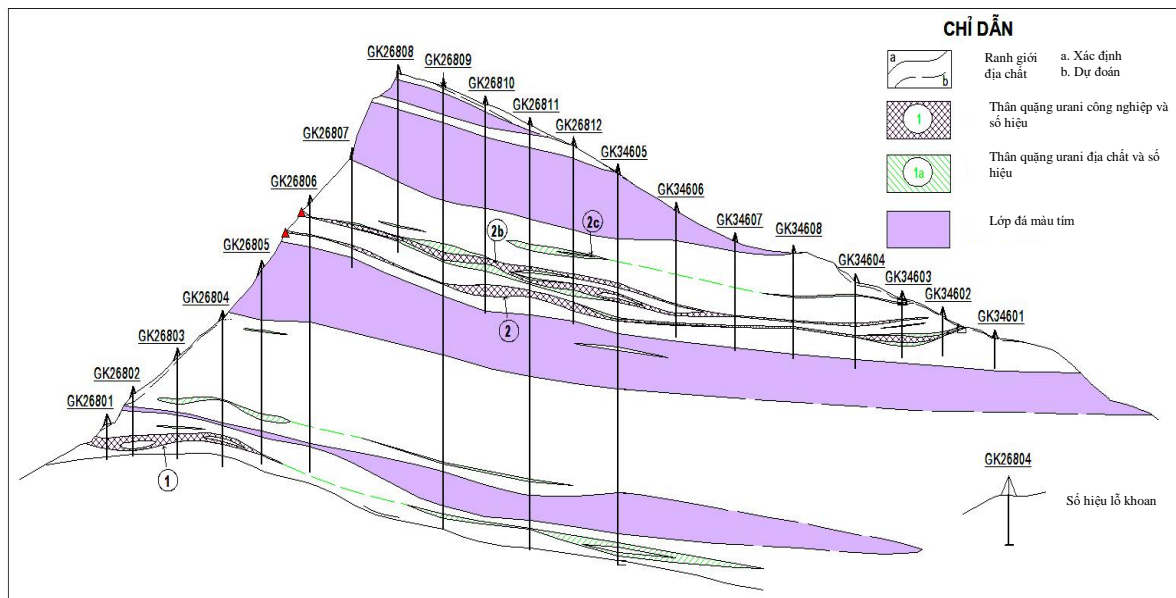 CHỈ DẪN
a
b
Ranh giới
địa chất
a. Xác định
b. Dự đoán
1
Thân quặng urani công nghiệp và
số hiệu
1a
Thân quặng urani địa chất và số
hiệu
Lớp đá màu tím
GK26804
Số hiệu lỗ khoan
GK26808
GK26809
GK26810
GK26811
GK26812
GK34605
GK26807
GK26806
GK34606
GK34607
GK34608
GK26805
GK34604
GK34603
GK34602
GK34601
GK26804
GK26803
GK26802
GK26801
2b
2c
2
1